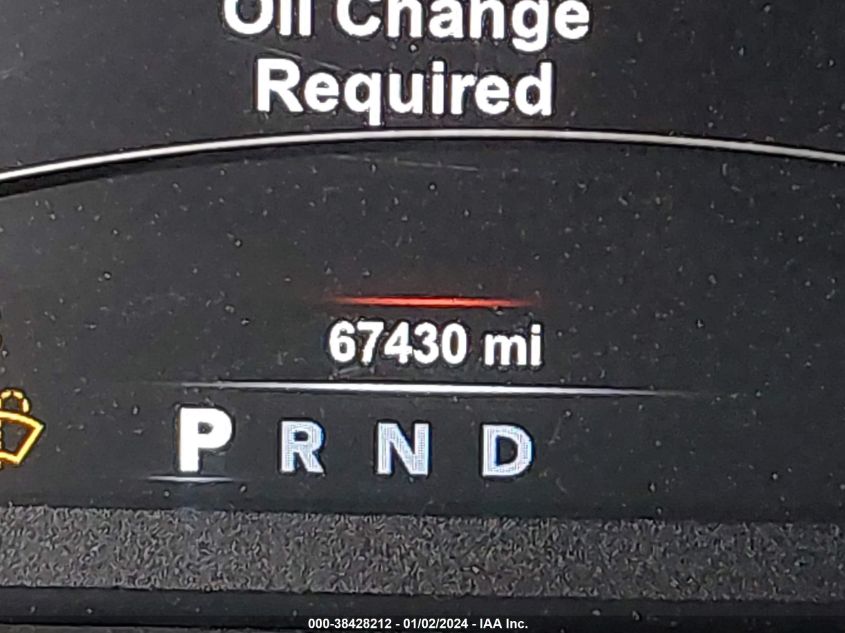 Oil Change
Required
67430 mi
P R N D
000-38428212 - 01/02/2024 - IAA Inc.